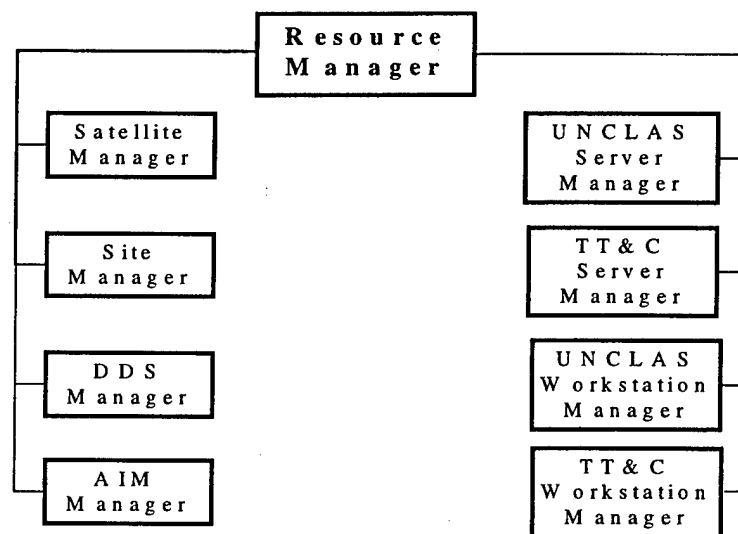 Resource
Manager
Satellite
Manager
Site
Manager
DDS
Manager
AIM
Manager
UNCLAS
Server
Manager
TT&C
Server
Manager
UNCLAS
Workstation
Manager
TT&C
Workstation
Manager